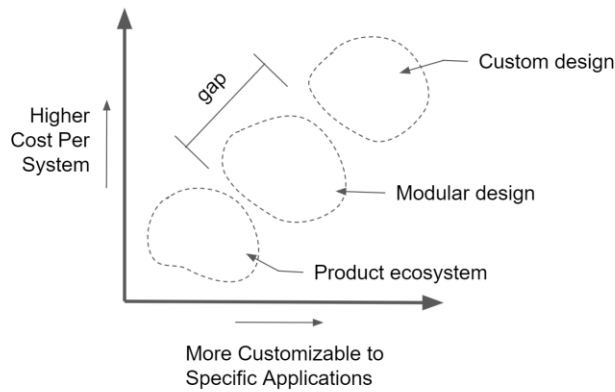 Custom design
gap
Higher
Cost Per
System
Modular design
Product ecosystem
More Customizable to
Specific Applications